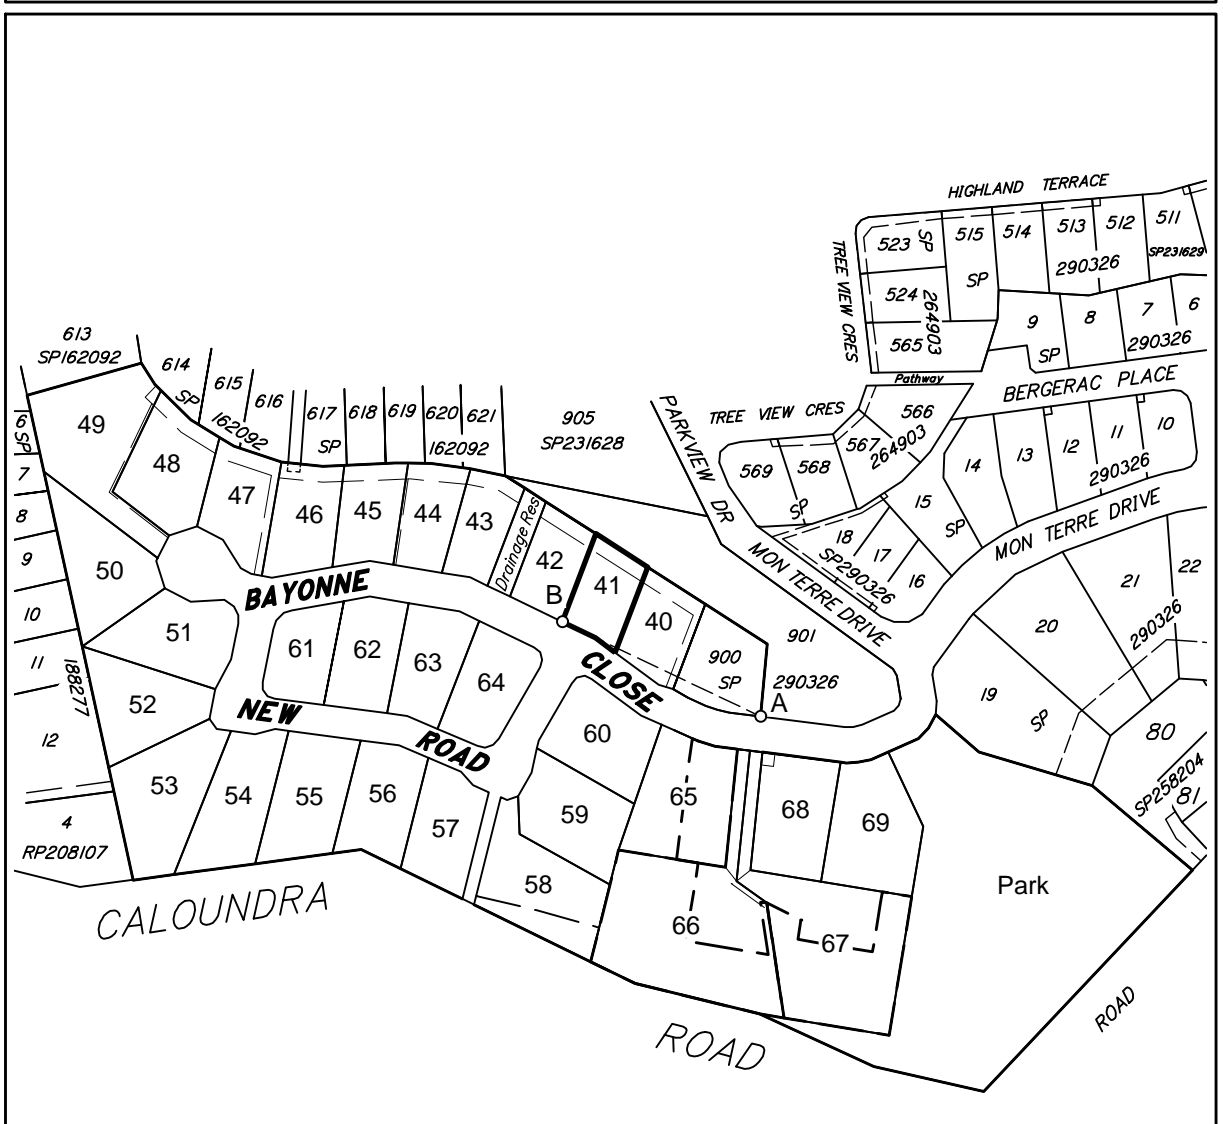 HIGHLAND TERRACE
TREE VIEW CRES
523 SP 515 514 513 512 511
SP231629
SP 290326
524 264903
565
9 8 7 6
SP 290326
Pathway
BERGERAC PLACE
613
SP162092
614 SP
615
616
162092
617 618 619 620 621
SP 162092
905
SP231628
PARKVIEW DR
TREE VIEW CRES
566
567 264903
569 568
SP
14 13 12 11 10
290326
15
SP
MON TERRE DRIVE
18 17 16
SP290326
MON TERRE DRIVE
6
SP
7
8
9
10
11
188277
12
4
RP208107
49
48
47
46
45
44
43
Drainage Res
42
41
40
B
900
SP
901
290326
A
50
51
52
53
BAYONNE
CLOSE
61
62
63
64
NEW
ROAD
54
55
56
57
58
59
60
65
66
67
68
69
Park
22
21
20
290326
19
SP
80
SP258204
81
CALOUNDRA
ROAD
ROAD